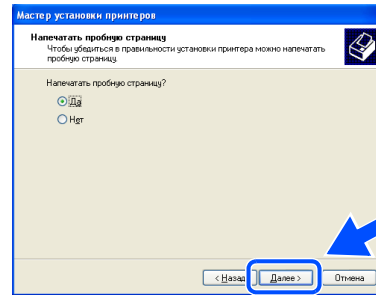 Мастер установки принтеров
Напечатать пробную страницу
Чтобы убедиться в правильности установки принтера можно напечатать
пробную страницу.
Напечатать пробную страницу?
Да
Нет
< Назад
Далее >
Отмена